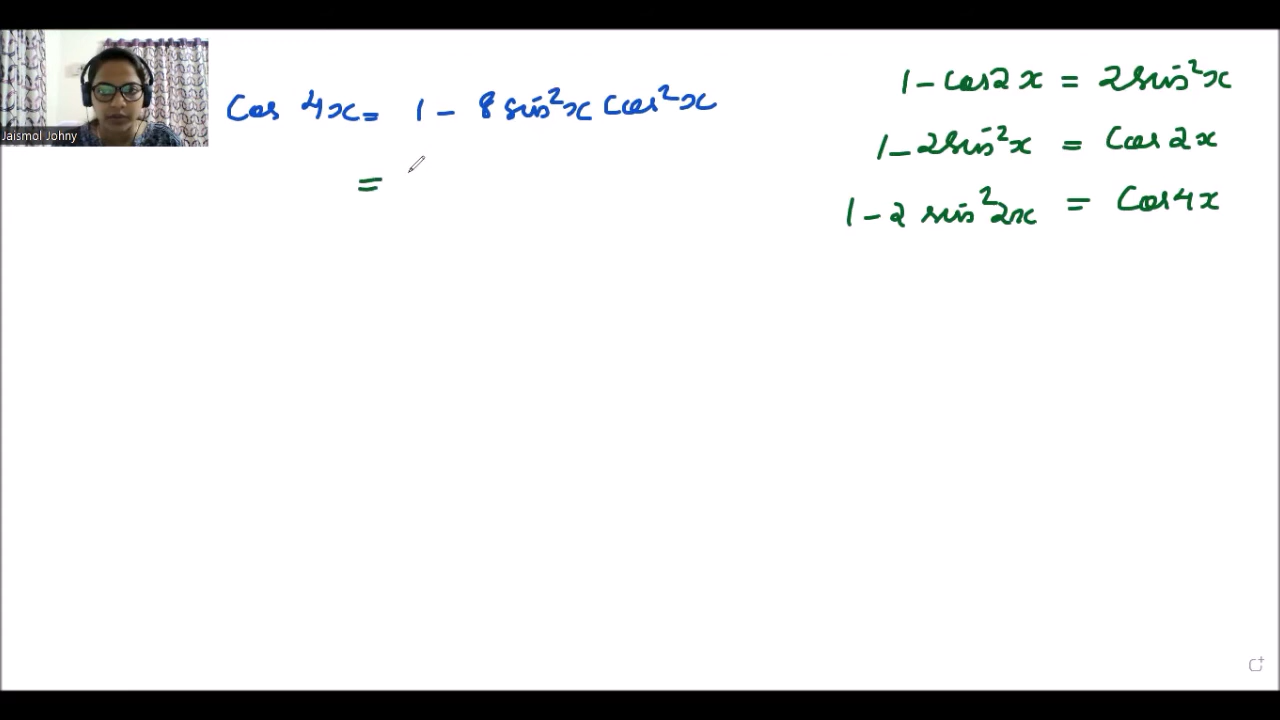 Cos 4x = 1 - 8 sin²x Cos²x
=
1 - Cos2x = 2sin²x
1 - 2sin²x = Cos2x
1 - 2 sin²2x = Cos4x
Jaismol Johny